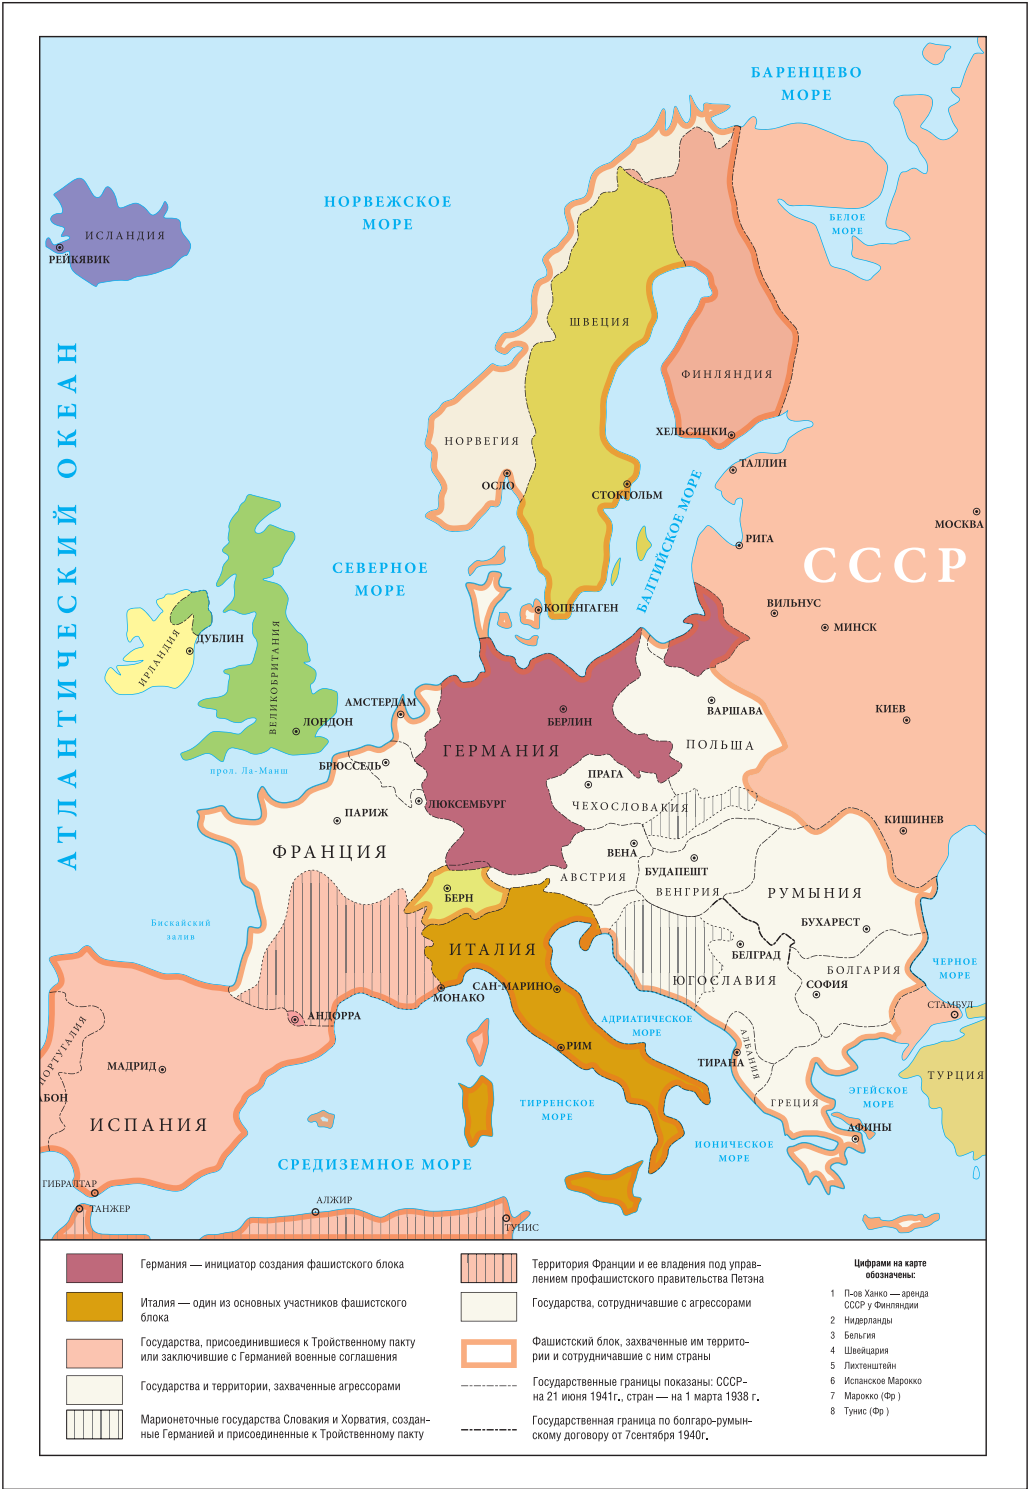 БАРЕНЦЕВО
МОРЕ
НОРВЕЖСКОЕ
МОРЕ
БЕЛОЕ
МОРЕ
ИСЛАНДИЯ
РЕЙКЯВИК
АТЛАНТИЧЕСКИЙ ОКЕАН
ШВЕЦИЯ
ФИНЛЯНДИЯ
НОРВЕГИЯ
ХЕЛЬСИНКИ
ТАЛЛИН
ОСЛО
СТОКГОЛЬМ
БАЛТИЙСКОЕ МОРЕ
МОСКВА
РИГА
СССР
СЕВЕРНОЕ
МОРЕ
КОПЕНГАГЕН
ВИЛЬНУС
МИНСК
ДУБЛИН
ИРЛАНДИЯ
ВЕЛИКОБРИТАНИЯ
ЛОНДОН
АМСТЕРДАМ
БЕРЛИН
ВАРШАВА
КИЕВ
ГЕРМАНИЯ
ПОЛЬША
прол. Ла-Манш
БРЮССЕЛЬ
ПРАГА
ЛЮКСЕМБУРГ
ЧЕХОСЛОВАКИЯ
ПАРИЖ
КИШИНЕВ
ФРАНЦИЯ
ВЕНА
БУДАПЕШТ
АВСТРИЯ
ВЕНГРИЯ
РУМЫНИЯ
БЕРН
Бискайский
залив
БУХАРЕСТ
ИТАЛИЯ
БЕЛГРАД
ЧЕРНОЕ
МОРЕ
БОЛГАРИЯ
ЮГОСЛАВИЯ
СОФИЯ
САН-МАРИНО
МОНАКО
СТАМБУЛ
АНДОРРА
АДРИАТИЧЕСКОЕ
МОРЕ
ПОРТУГАЛИЯ
РИМ
АЛБАНИЯ
ТИРАНА
МАДРИД
ТУРЦИЯ
АБОН
ЭГЕЙСКОЕ
МОРЕ
ТИРРЕНСКОЕ
МОРЕ
ГРЕЦИЯ
ИСПАНИЯ
АФИНЫ
ИОНИЧЕСКОЕ
МОРЕ
СРЕДИЗЕМНОЕ МОРЕ
ГИБРАЛТАР
ТАНЖЕР
АЛЖИР
ТУНИС
Германия — инициатор создания фашистского блока
Италия — один из основных участников фашистского
блока
Государства, присоединившиеся к Тройственному пакту
или заключившие с Германией военные соглашения
Государства и территории, захваченные агрессорами
Марионеточные государства Словакия и Хорватия, создан-
ные Германией и присоединенные к Тройственному пакту
Территория Франции и ее владения под управ-
лением профашистского правительства Петэна
Государства, сотрудничавшие с агрессорами
Фашистский блок, захваченные им террито-
рии и сотрудничавшие с ним страны
Государственные границы показаны: СССР-
на 21 июня 1941г., стран — на 1 марта 1938 г.
Государственная граница по болгаро-румын-
скому договору от 7сентября 1940г.
Цифрами на карте
обозначены:
1 П-ов Ханко — аренда
СССР у Финляндии
2 Нидерланды
3 Бельгия
4 Швейцария
5 Лихтенштейн
6 Испанское Марокко
7 Марокко (Фр )
8 Тунис (Фр )